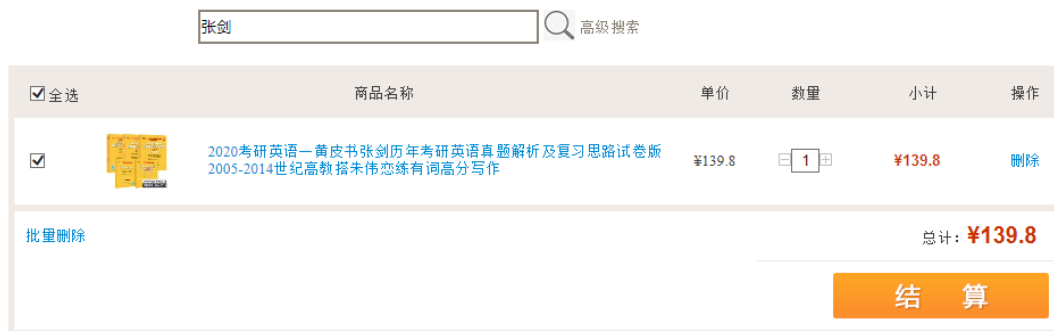 张剑
高级搜索
全选 商品名称 单价 数量 小计 操作
2020考研英语一黄皮书张剑历年考研英语真题解析及复习思路试卷版
2005-2014世纪高教搭朱伟恋练有词高分写作
¥139.8 1 ¥139.8 删除
批量删除
总计: ¥139.8
结 算